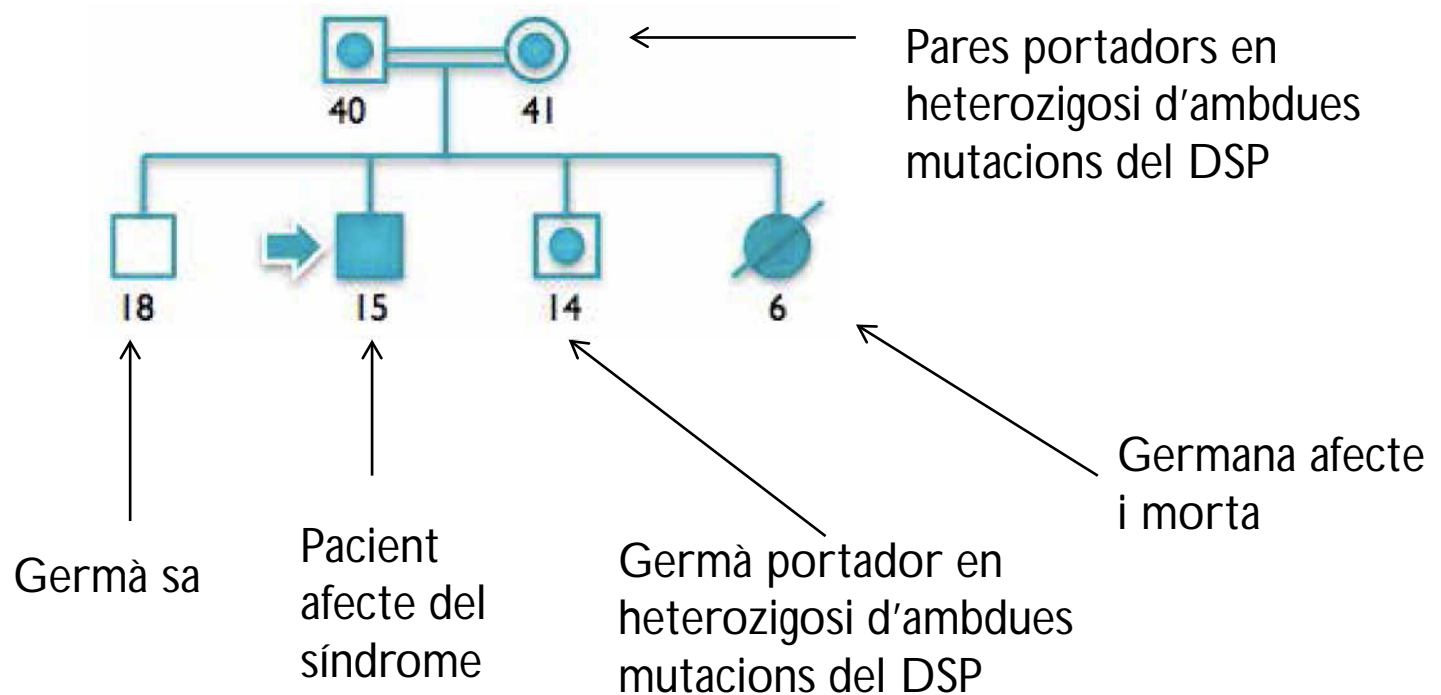 Pares portadors en
heterozigosi d'ambdues
mutacions del DSP
40
41
18
15
14
6
Germà sa
Pacient
afecte del
síndrome
Germà portador en
heterozigosi d'ambdues
mutacions del DSP
Germana afecte
i morta